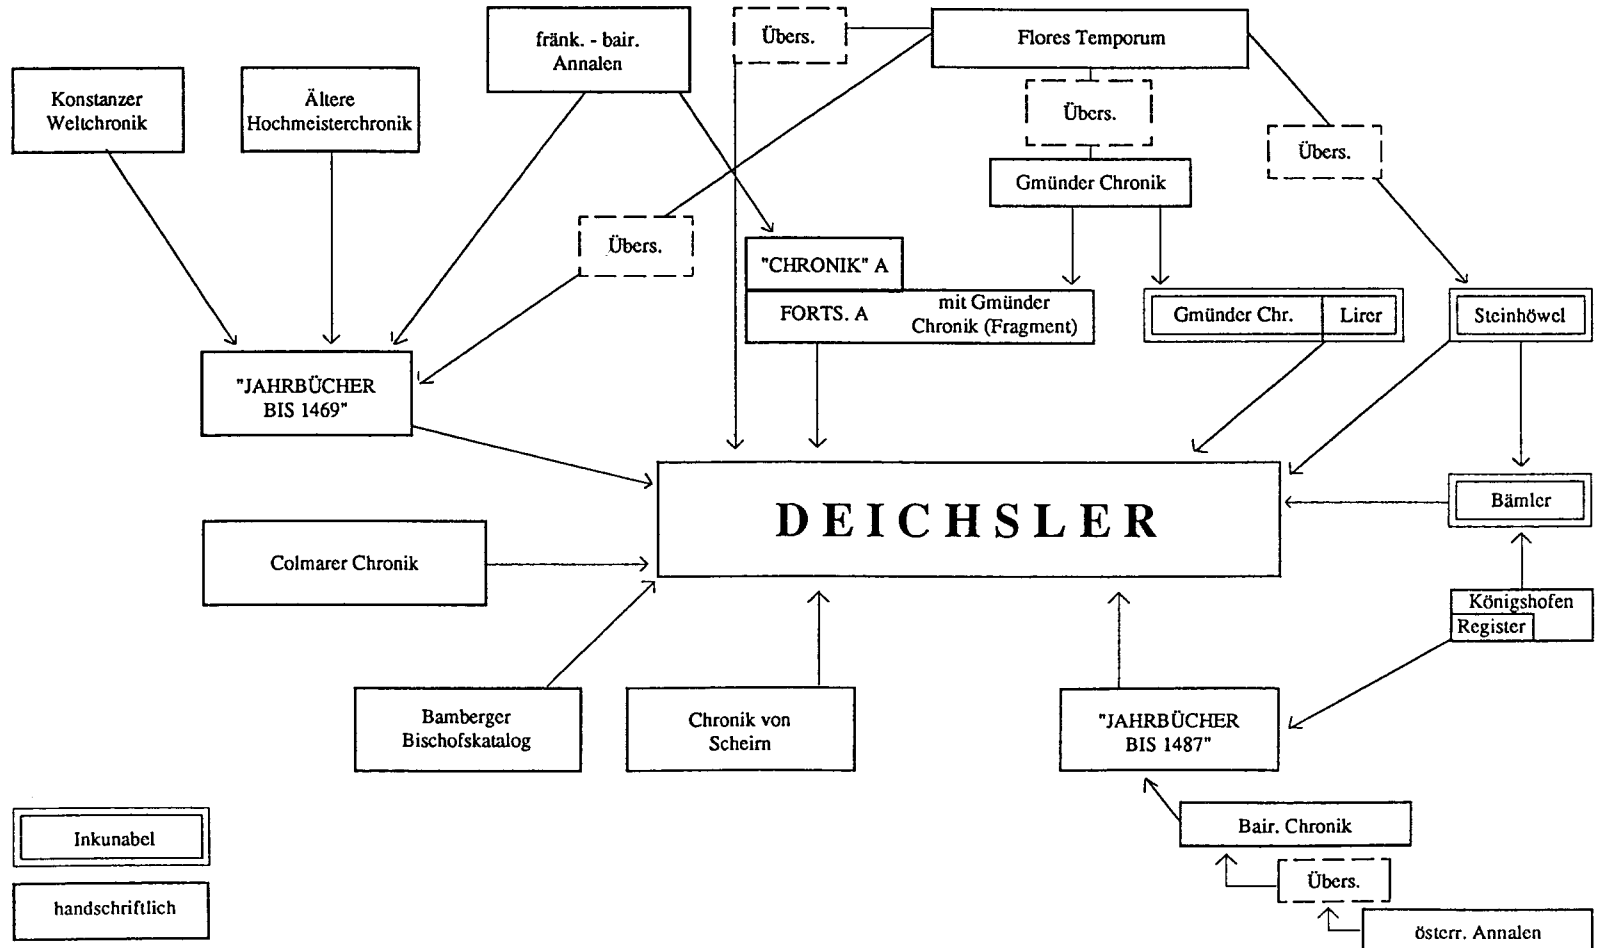 fränk. - bair.
Annalen
Übers.
Flores Temporum
Konstanzer
Weltchronik
Ältere
Hochmeisterchronik
Übers.
Übers.
Gmünder Chronik
Übers.
"CHRONIK" A
FORTS. A
mit Gmünder
Chronik (Fragment)
Gmünder Chr.
Lirer
Steinhöwel
"JAHRBÜCHER
BIS 1469"
DEICHSLER
Bämler
Colmarer Chronik
Königshofen
Register
Bamberger
Bischofskatalog
Chronik von
Scheirn
"JAHRBÜCHER
BIS 1487"
Bair. Chronik
Übers.
österr. Annalen
Inkunabel
handschriftlich